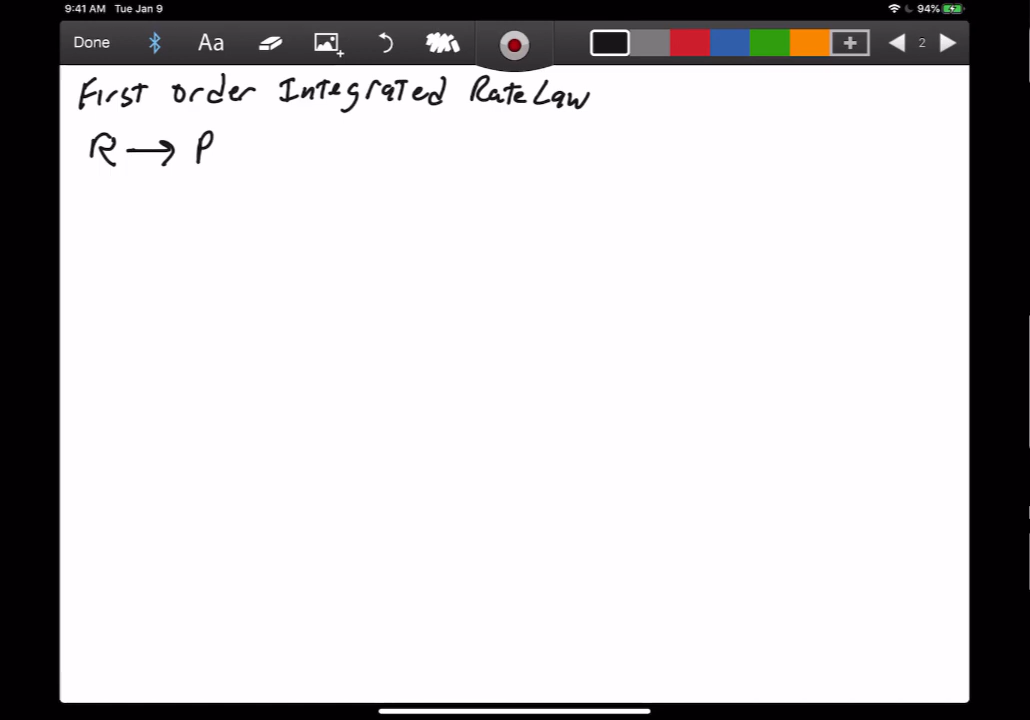 9:41 AM Tue Jan 9 94%
Done Aa 2
First Order Integrated Rate Law
R → P